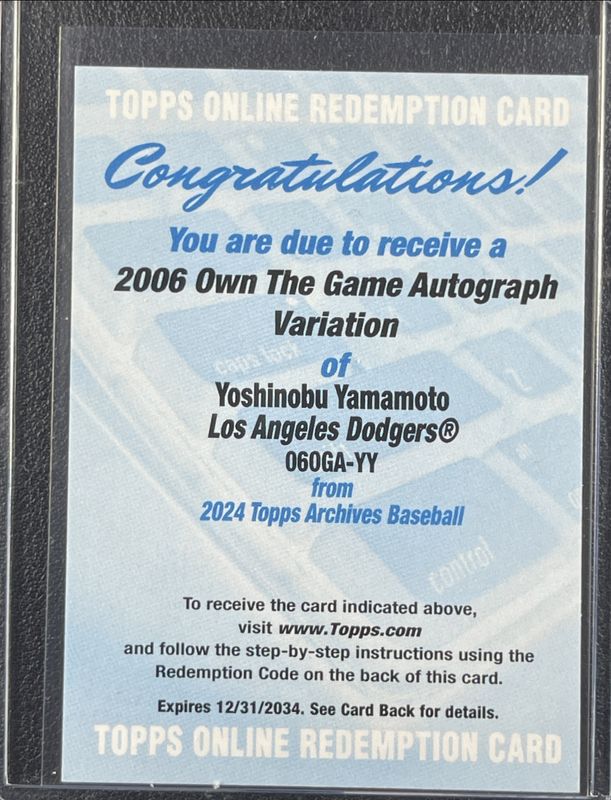 TOPPS ONLINE REDEMPTION CARD
Congratulations!
You are due to receive a
2006 Own The Game Autograph
Variation
of
Yoshinobu Yamamoto
Los Angeles Dodgers®
06OGA-YY
from
2024 Topps Archives Baseball
caps lock
Z
control
To receive the card indicated above,
visit www.Topps.com
and follow the step-by-step instructions using the
Redemption Code on the back of this card.
Expires 12/31/2034. See Card Back for details.
TOPPS ONLINE REDEMPTION CARD